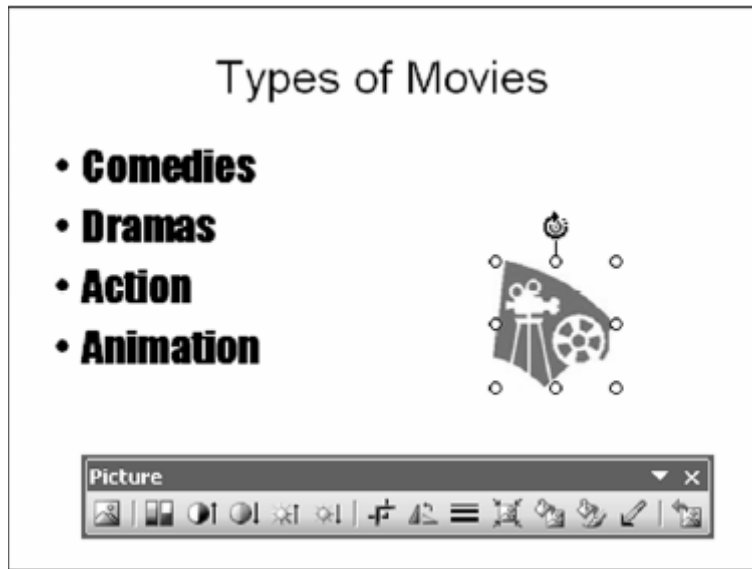 Types of Movies
• Comedies
• Dramas
• Action
• Animation
Picture